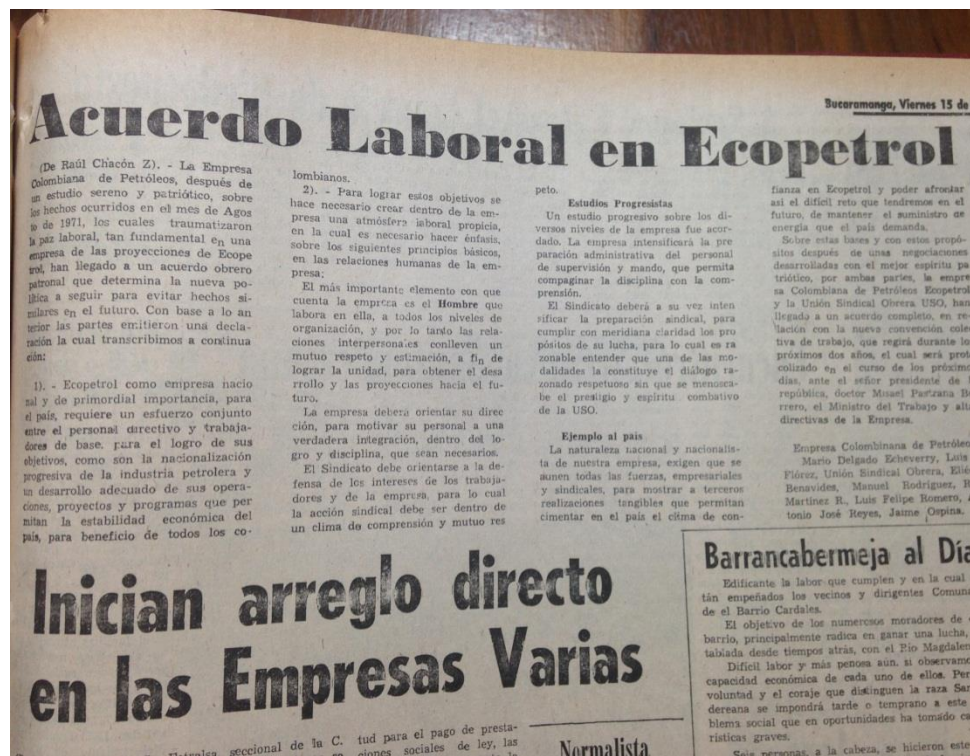 Bucaramanga, Viernes 15 de
Acuerdo Laboral en Ecopetrol
(De Raúl Chacón Z). - La Empresa
Colombiana de Petróleos, después de
un estudio sereno y patriótico, sobre
los hechos ocurridos en el mes de Agos
to de 1971, los cuales traumatizaron
la paz laboral, tan fundamental en una
empresa de las proyecciones de Ecope
trol, han llegado a un acuerdo obrero
patronal que determina la nueva po-
lítica a seguir para evitar hechos si-
milares en el futuro. Con base a lo an
terior las partes emitieron una decla-
ración la cual transcribimos a continua
ción:
1). - Ecopetrol como empresa nacio
nal y de primordial importancia, para
el país, requiere un esfuerzo conjunto
entre el personal directivo y trabaja-
dores de base. para el logro de sus
objetivos, como son la nacionalización
progresiva de la industria petrolera y
un desarrollo adecuado de sus opera-
ciones, proyectos y programas que per
mitan la estabilidad económica del
país, para beneficio de todos los co-
lombianos.
2). - Para lograr estos objetivos se
hace necesario crear dentro de la em-
presa una atmósfera laboral propicia,
en la cual es necesario hacer énfasis,
sobre los siguientes principios básicos,
en las relaciones humanas de la em-
presa;
El más importante elemento con que
cuenta la empresa es el Hombre que
labora en ella, a todos los niveles de
organización, y por lo tanto las rela-
ciones interpersonales conlleven un
mutuo respeto y estimación, a fin de
lograr la unidad, para obtener el desa
rrollo y las proyecciones hacia el fu-
turo.
La empresa deberá orientar su direc
ción, para motivar su personal a una
verdadera integración, dentro del lo-
gro y disciplina, que sean necesarios.
El Sindicato debe orientarse a la de-
fensa de los intereses de los trabaja-
dores y de la empresa, para lo cual
la acción sindical debe ser dentro de
un clima de comprensión y mutuo res
peto.
Estudios Progresistas
Un estudio progresivo sobre los di-
versos niveles de la empresa fue acor-
dado. La empresa intensificará la pre
paración administrativa del personal
de supervisión y mando, que permita
compaginar la disciplina con la com-
prensión.
El Sindicato deberá a su vez inten
sificar la preparación sindical, para
cumplir con meridiana claridad los pro
pósitos de su lucha, para lo cual es ra
zonable entender que una de las mo-
dalidades la constituye el diálogo ra-
zonado respetuoso sin que se menosca-
be el prestigio y espíritu combativo
de la USO.
Ejemplo al país
La naturaleza nacional y nacionalis-
ta de nuestra empresa, exigen que se
aunen todas las fuerzas, empresariales
y sindicales, para mostrar a terceros
realizaciones tangibles que permitan
cimentar en el país el clima de con-
fianza en Ecopetrol y poder afrontar
asi el difícil reto que tendremos en el
futuro, de mantener el suministro de
energía que el país demanda.
Sobre estas bases y con estos propó-
sitos después de unas negociaciones
desarrolladas con el mejor espíritu pa-
triótico, por ambas partes, la empre
sa Colombiana de Petróleos Ecopetrol
y la Unión Sindical Obrera USO, han
llegado a un acuerdo completo, en re-
lación con la nueva convención colec
tiva de trabajo, que regirá durante lo
próximos dos años, el cual será prot
colizado en el curso de los próximo
días, ante el señor presidente de l
república, doctor Misael Pastrana Bo
rrero, el Ministro del Trabajo y alt
directivas de la Empresa.
Empresa Colombinana de Petróleo
Mario Delgado Echeverry, Luis
Flórez, Unión Sindical Obrera, Elié
Benavides, Manuel Rodríguez, R
Martínez R., Luis Felipe Romero,
tonio José Reyes, Jaime Ospina.
Inician arreglo directo
en las Empresas Varias
seccional de la C.
tud para el pago de presta-
ciones sociales de ley, las
Normalista
Barrancabermeja al Día
Edificante la labor que cumplen y en la cual
tán empeñados los vecinos y dirigentes Comuni
de el Barrio Cardales.
El objetivo de los numerosos moradores de
barrio, principalmente radica en ganar una lucha,
tablada desde tiempos atrás, con el Río Magdalen
Difícil labor y más penosa aún. si observamo
capacidad económica de cada uno de ellos. Per
voluntad y el coraje que distinguen la raza San
dereana se impondrá tarde o temprano a este
blema social que en oportunidades ha tomado ca
rísticas graves.
Seis personas, a la cabeza, se hicieron